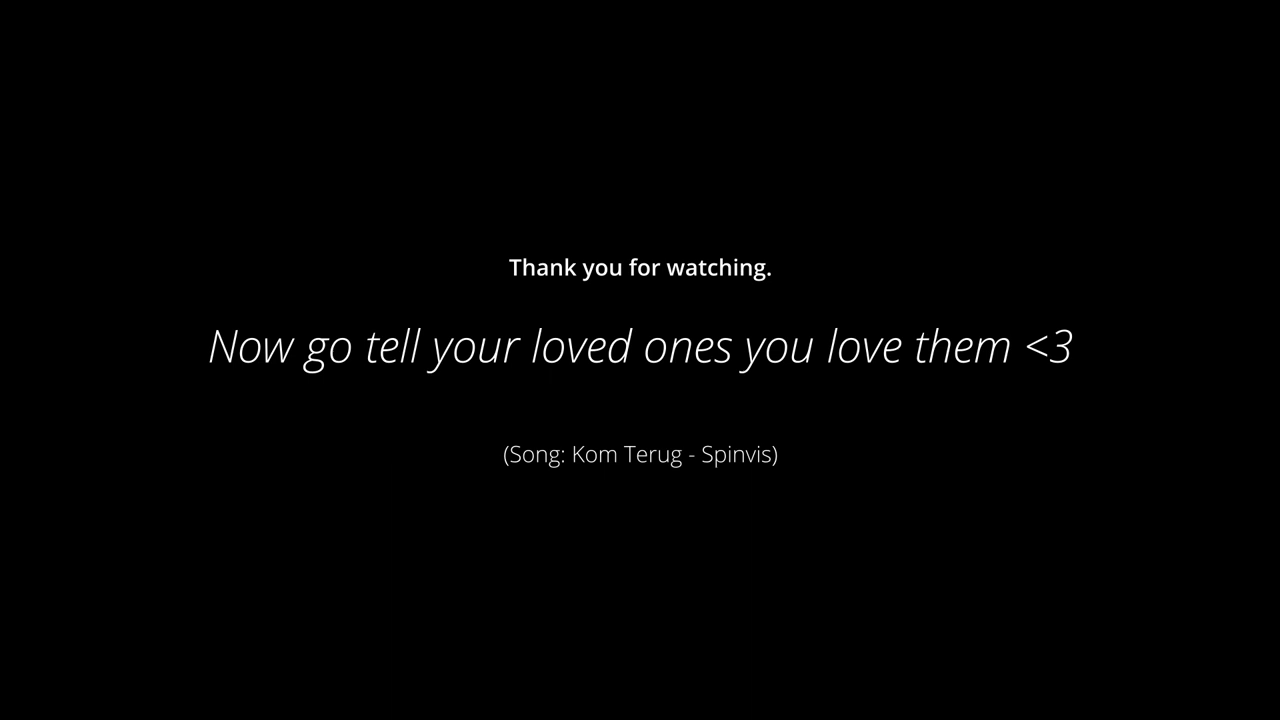 Thank you for watching.
Now go tell your loved ones you love them <3
(Song: Kom Terug - Spinvis)